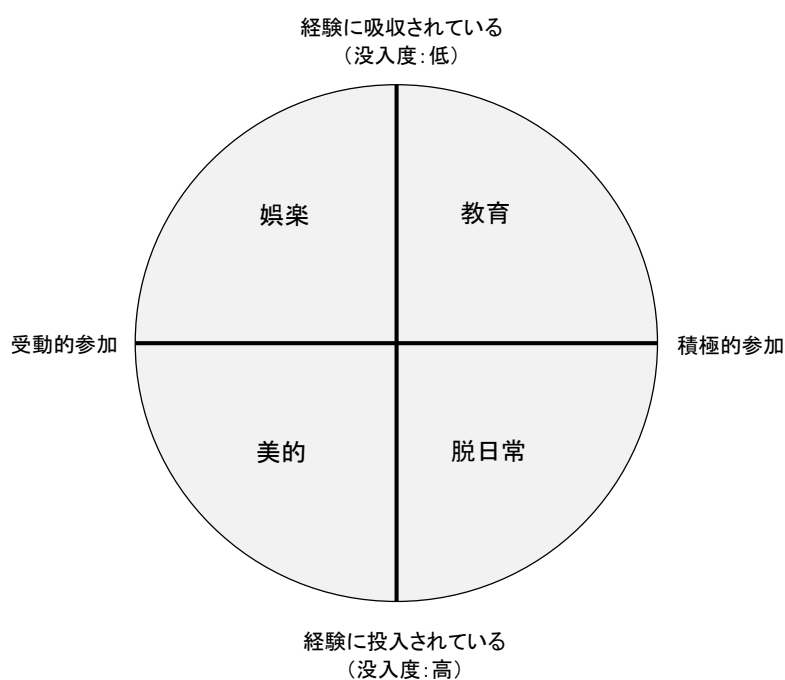 経験に吸収されている
（没入度：低）
娯楽
教育
受動的参加
積極的参加
美的
脱日常
経験に投入されている
（没入度：高）